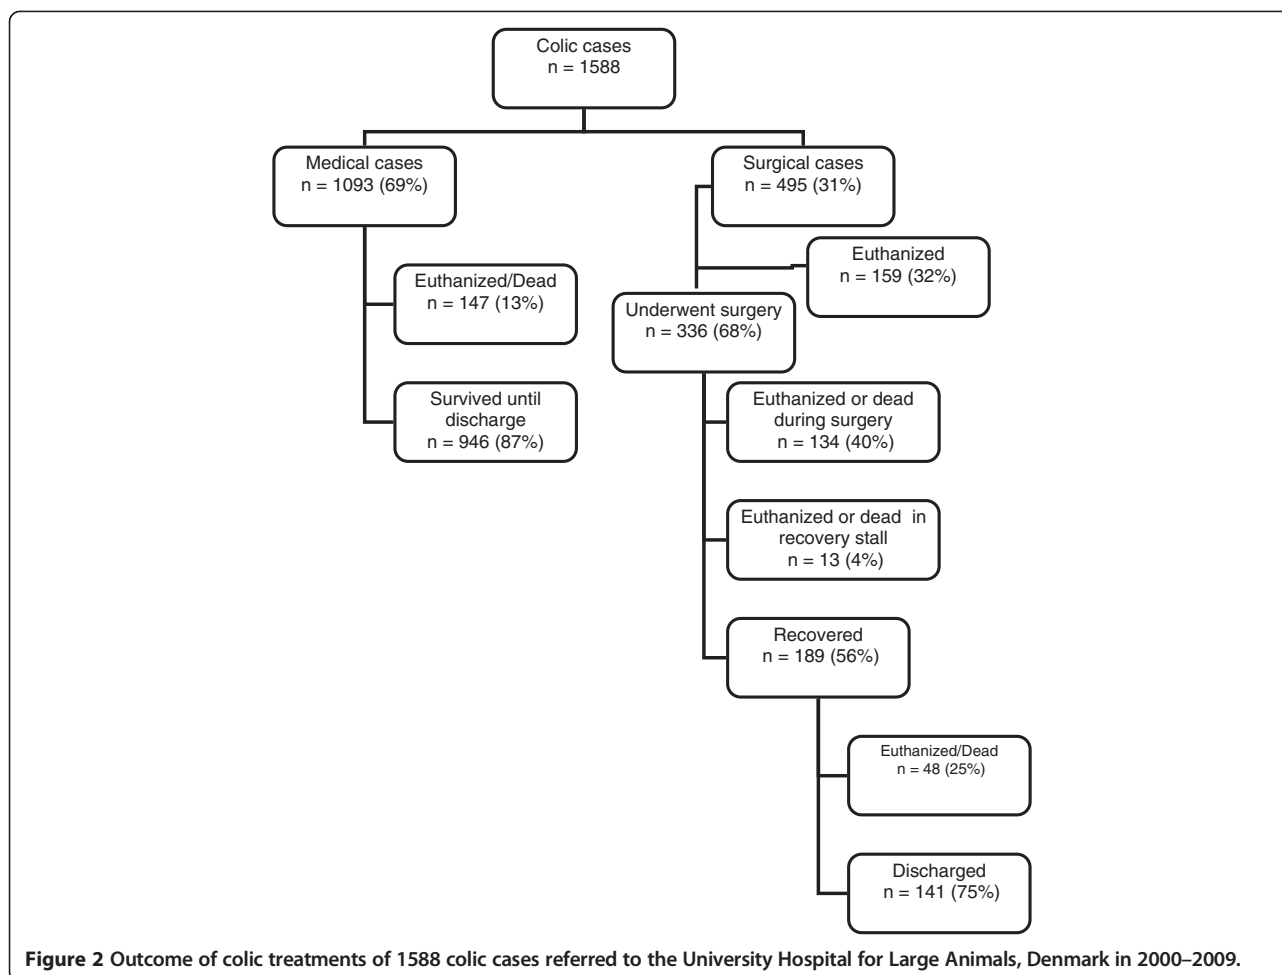 Colic cases
n = 1588
Medical cases
n = 1093 (69%)
Surgical cases
n = 495 (31%)
Euthanized
n = 159 (32%)
Euthanized/Dead
n = 147 (13%)
Underwent surgery
n = 336 (68%)
Survived until
discharge
n = 946 (87%)
Euthanized or dead
during surgery
n = 134 (40%)
Euthanized or dead in
recovery stall
n = 13 (4%)
Recovered
n = 189 (56%)
Euthanized/Dead
n = 48 (25%)
Discharged
n = 141 (75%)
Figure 2 Outcome of colic treatments of 1588 colic cases referred to the University Hospital for Large Animals, Denmark in 2000–2009.